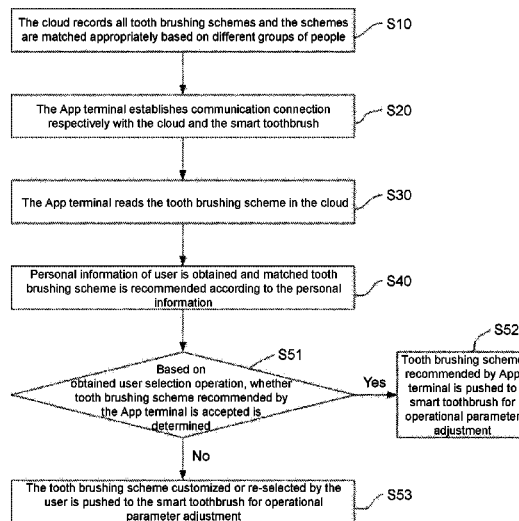 The cloud records all tooth brushing schemes and the schemes
are matched appropriately based on different groups of people
S10
The App terminal establishes communication connection
respectively with the cloud and the smart toothbrush
S20
The App terminal reads the tooth brushing scheme in the cloud
S30
Personal information of user is obtained and matched tooth
brushing scheme is recommended according to the personal
information
S40
S51
Based on
obtained user selection operation, whether
tooth brushing scheme recommended by
the App terminal is accepted is
determined
Yes
S52
Tooth brushing scheme
recommended by App
terminal is pushed to
smart toothbrush for
operational parameter
adjustment
No
The tooth brushing scheme customized or re-selected by the
user is pushed to the smart toothbrush for operational
parameter adjustment
S53